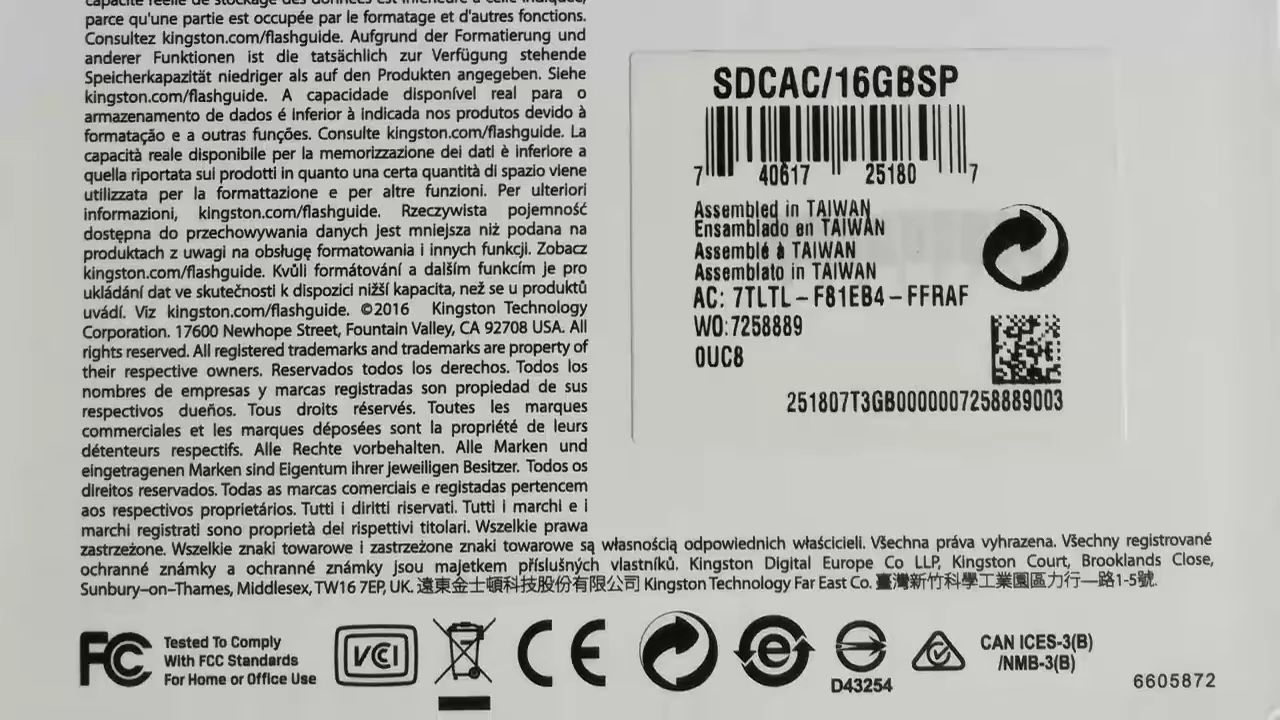 capacité réelle de stockage des données est inférieure à celle indiquée,
parce qu'une partie est occupée par le formatage et d'autres fonctions.
Consultez kingston.com/flashguide. Aufgrund der Formatierung und
anderer Funktionen ist die tatsächlich zur Verfügung stehende
Speicherkapazität niedriger als auf den Produkten angegeben. Siehe
kingston.com/flashguide. A capacidade disponível real para o
armazenamento de dados é inferior à indicada nos produtos devido à
formatação e a outras funções. Consulte kingston.com/flashguide. La
capacità reale disponibile per la memorizzazione dei dati è inferiore a
quella riportata sui prodotti in quanto una certa quantità di spazio viene
utilizzata per la formattazione e per altre funzioni. Per ulteriori
informazioni, kingston.com/flashguide. Rzeczywista pojemność
dostępna do przechowywania danych jest mniejsza niż podana na
produktach z uwagi na obsługę formatowania i innych funkcji. Zobacz
kingston.com/flashguide. Kvůli formátování a dalším funkcím je pro
ukládání dat ve skutečnosti k dispozici nižší kapacita, než se u produktů
uvádí. Viz kingston.com/flashguide. ©2016 Kingston Technology
Corporation. 17600 Newhope Street, Fountain Valley, CA 92708 USA. All
rights reserved. All registered trademarks and trademarks are property of
their respective owners. Reservados todos los derechos. Todos los
nombres de empresas y marcas registradas son propiedad de sus
respectivos dueños. Tous droits réservés. Toutes les marques
commerciales et les marques déposées sont la propriété de leurs
détenteurs respectifs. Alle Rechte vorbehalten. Alle Marken und
eingetragenen Marken sind Eigentum ihrer jeweiligen Besitzer. Todos os
direitos reservados. Todas as marcas comerciais e registadas pertencem
aos respectivos proprietários. Tutti i diritti riservati. Tutti i marchi e i
marchi registrati sono proprietà dei rispettivi titolari. Wszelkie prawa
zastrzeżone. Wszelkie znaki towarowe i zastrzeżone znaki towarowe są własnością odpowiednich właścicieli. Všechna práva vyhrazena. Všechny registrované
ochranné známky a ochranné známky jsou majetkem příslušných vlastníků. Kingston Digital Europe Co LLP, Kingston Court, Brooklands Close,
Sunbury-on-Thames, Middlesex, TW16 7EP, UK. 遠東金士頓科技股份有限公司 Kingston Technology Far East Co. 臺灣新竹科學工業園區力行一路1-5號.
SDCAC/16GBSP
7 40617 25180 7
Assembled in TAIWAN
Ensamblado en TAIWAN
Assemblé à TAIWAN
Assemblato in TAIWAN
AC: 7TLTL-F81EB4-FFRAF
WO:7258889
0UC8
251807T3GB0000007258889003
FC
Tested To Comply
With FCC Standards
For Home or Office Use
VCCI
CE
e
D43254
CAN ICES-3(B)
/NMB-3(B)
6605872